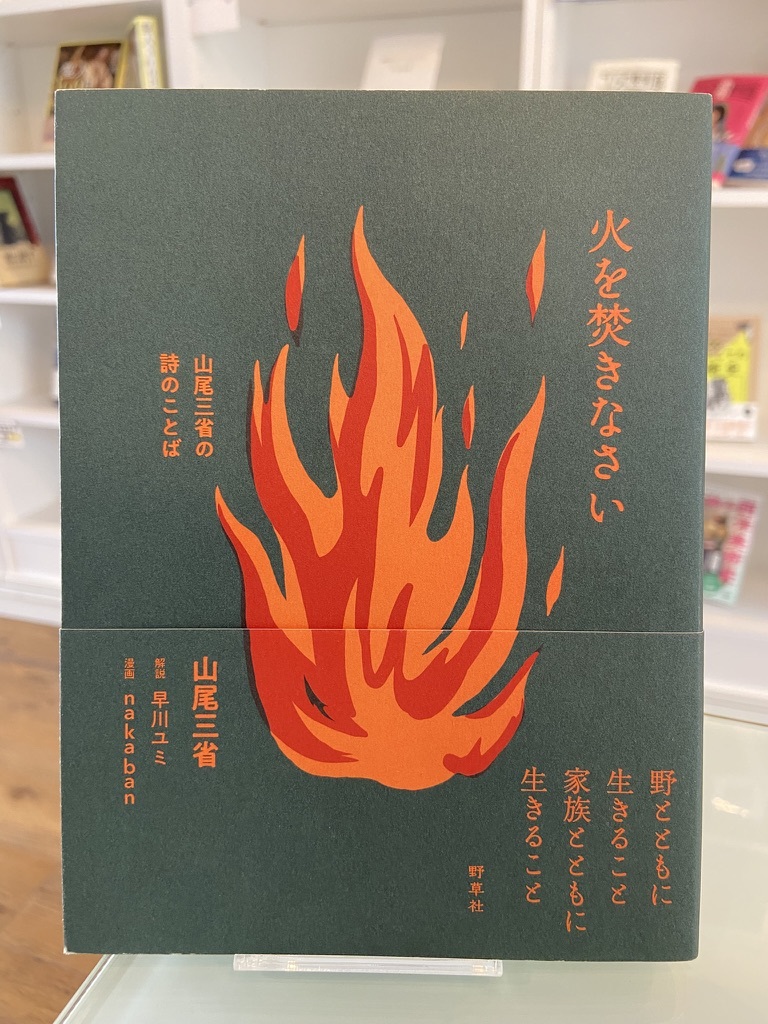 火を焚きなさい
山尾三省の
詩のことば
山尾三省
解説 早川ユミ
漫画 nakaban
野とともに
生きること
家族とともに
生きること
野草社